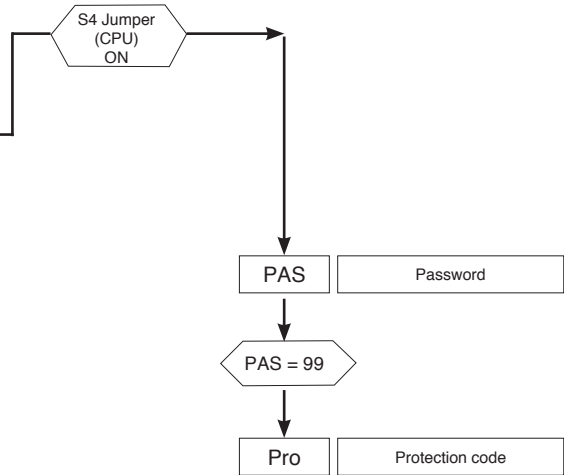 S4 Jumper
(CPU)
ON
PAS Password
PAS = 99
Pro Protection code